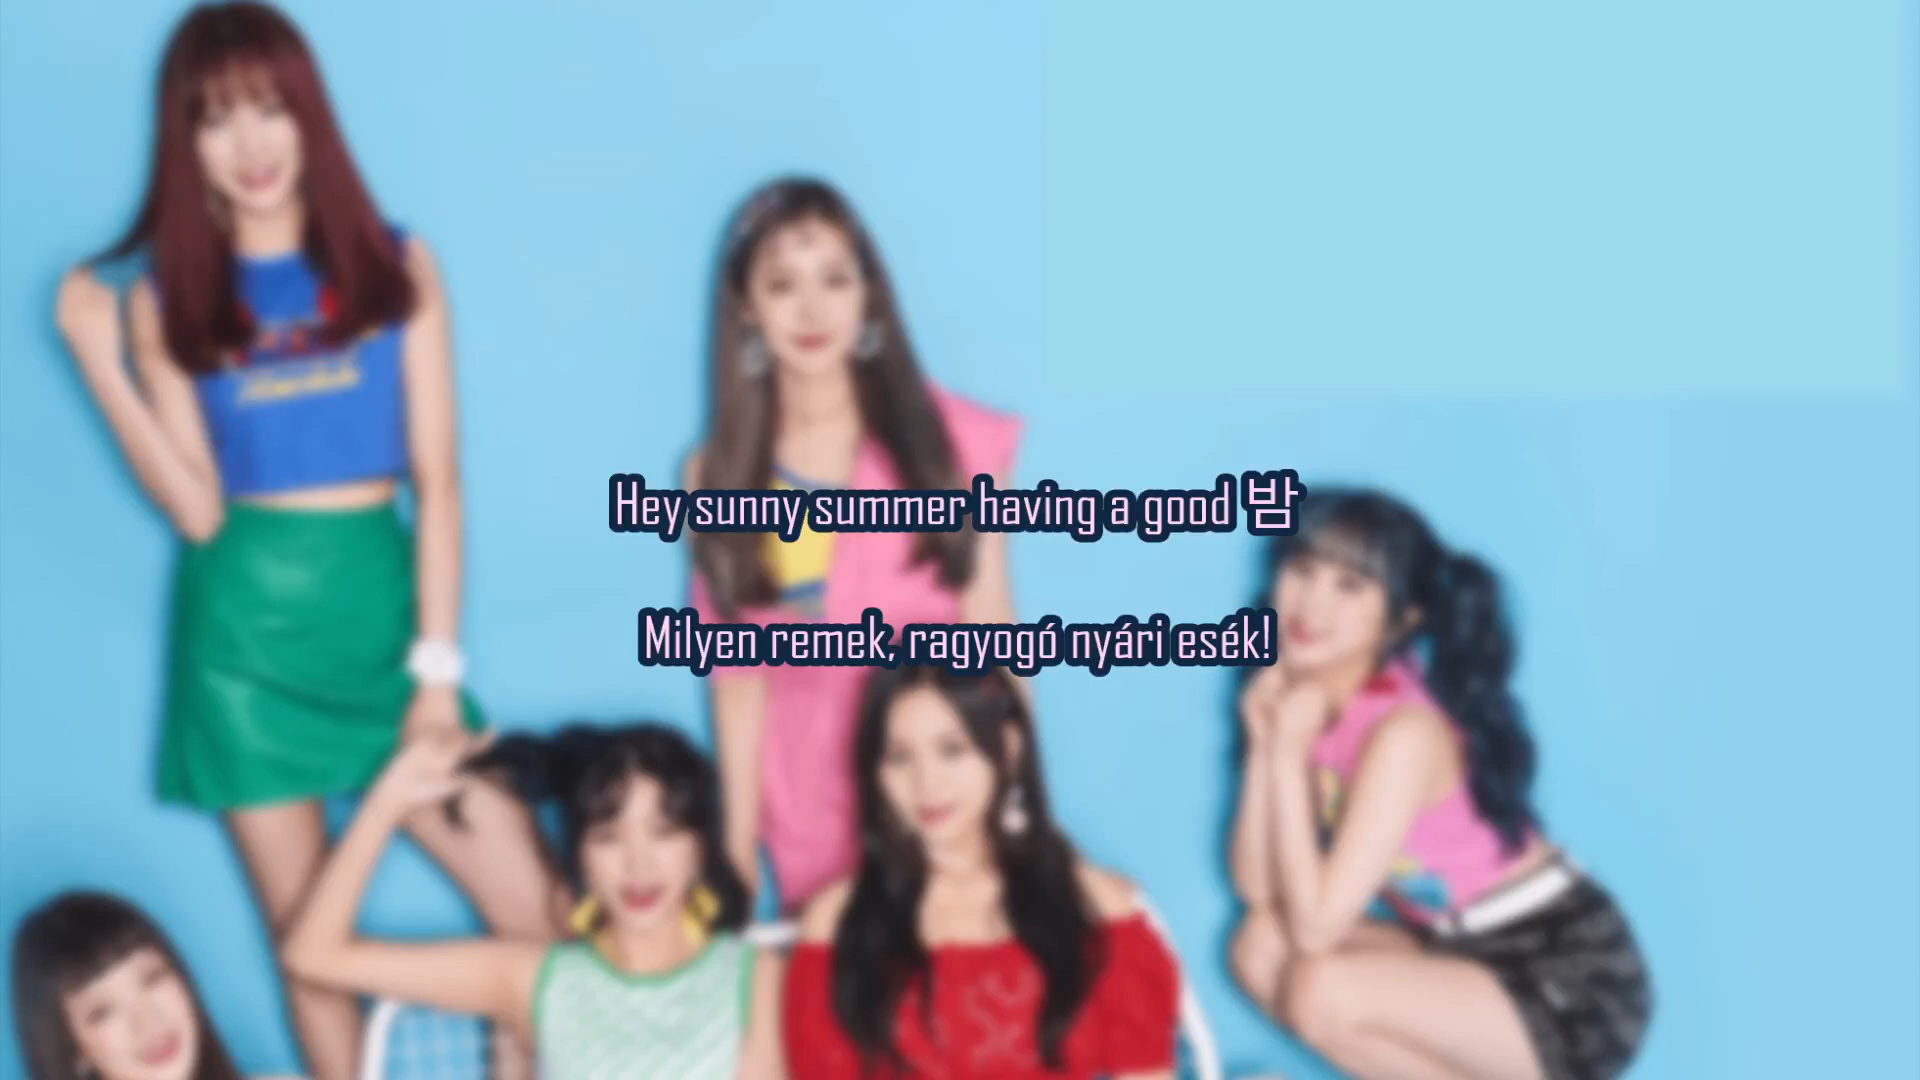 Hey sunny summer having a good 밤
Milyen remek, ragyogó nyári esék!